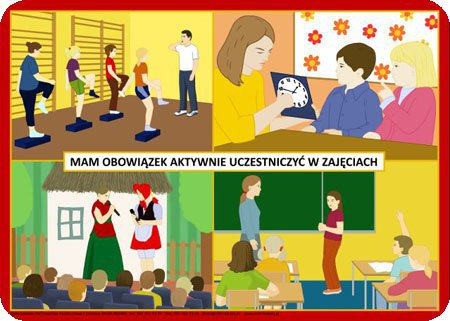 MAM OBOWIĄZEK AKTYWNIE UCZESTNICZYĆ W ZAJĘCIACH